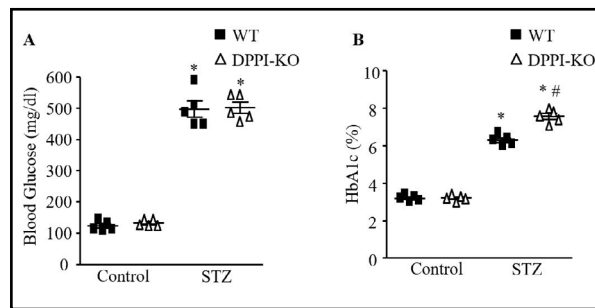 A
WT
DPPI-KO
Blood Glucose (mg/dl)
600
500
400
300
200
100
0
*
*
Control
STZ
B
WT
DPPI-KO
HbA1c (%)
10
8
6
4
2
0
*
* #
Control
STZ